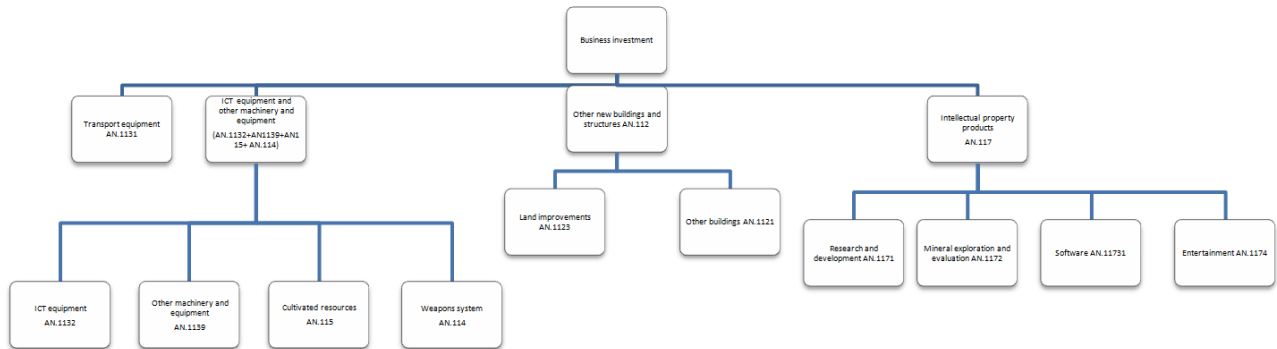 Business investment
Transport equipment
AN.1131
ICT equipment and
other machinery and
equipment
(AN.1132+AN1139+AN1
15+ AN.114)
Other new buildings and
structures AN.112
Intellectual property
products
AN.117
Land improvements
AN.1123
Other buildings AN.1121
Research and
development AN.1171
Mineral exploration and
evaluation AN.1172
Software AN.11731
Entertainment AN.1174
ICT equipment
AN.1132
Other machinery and
equipment
AN.1139
Cultivated resources
AN.115
Weapons system
AN.114